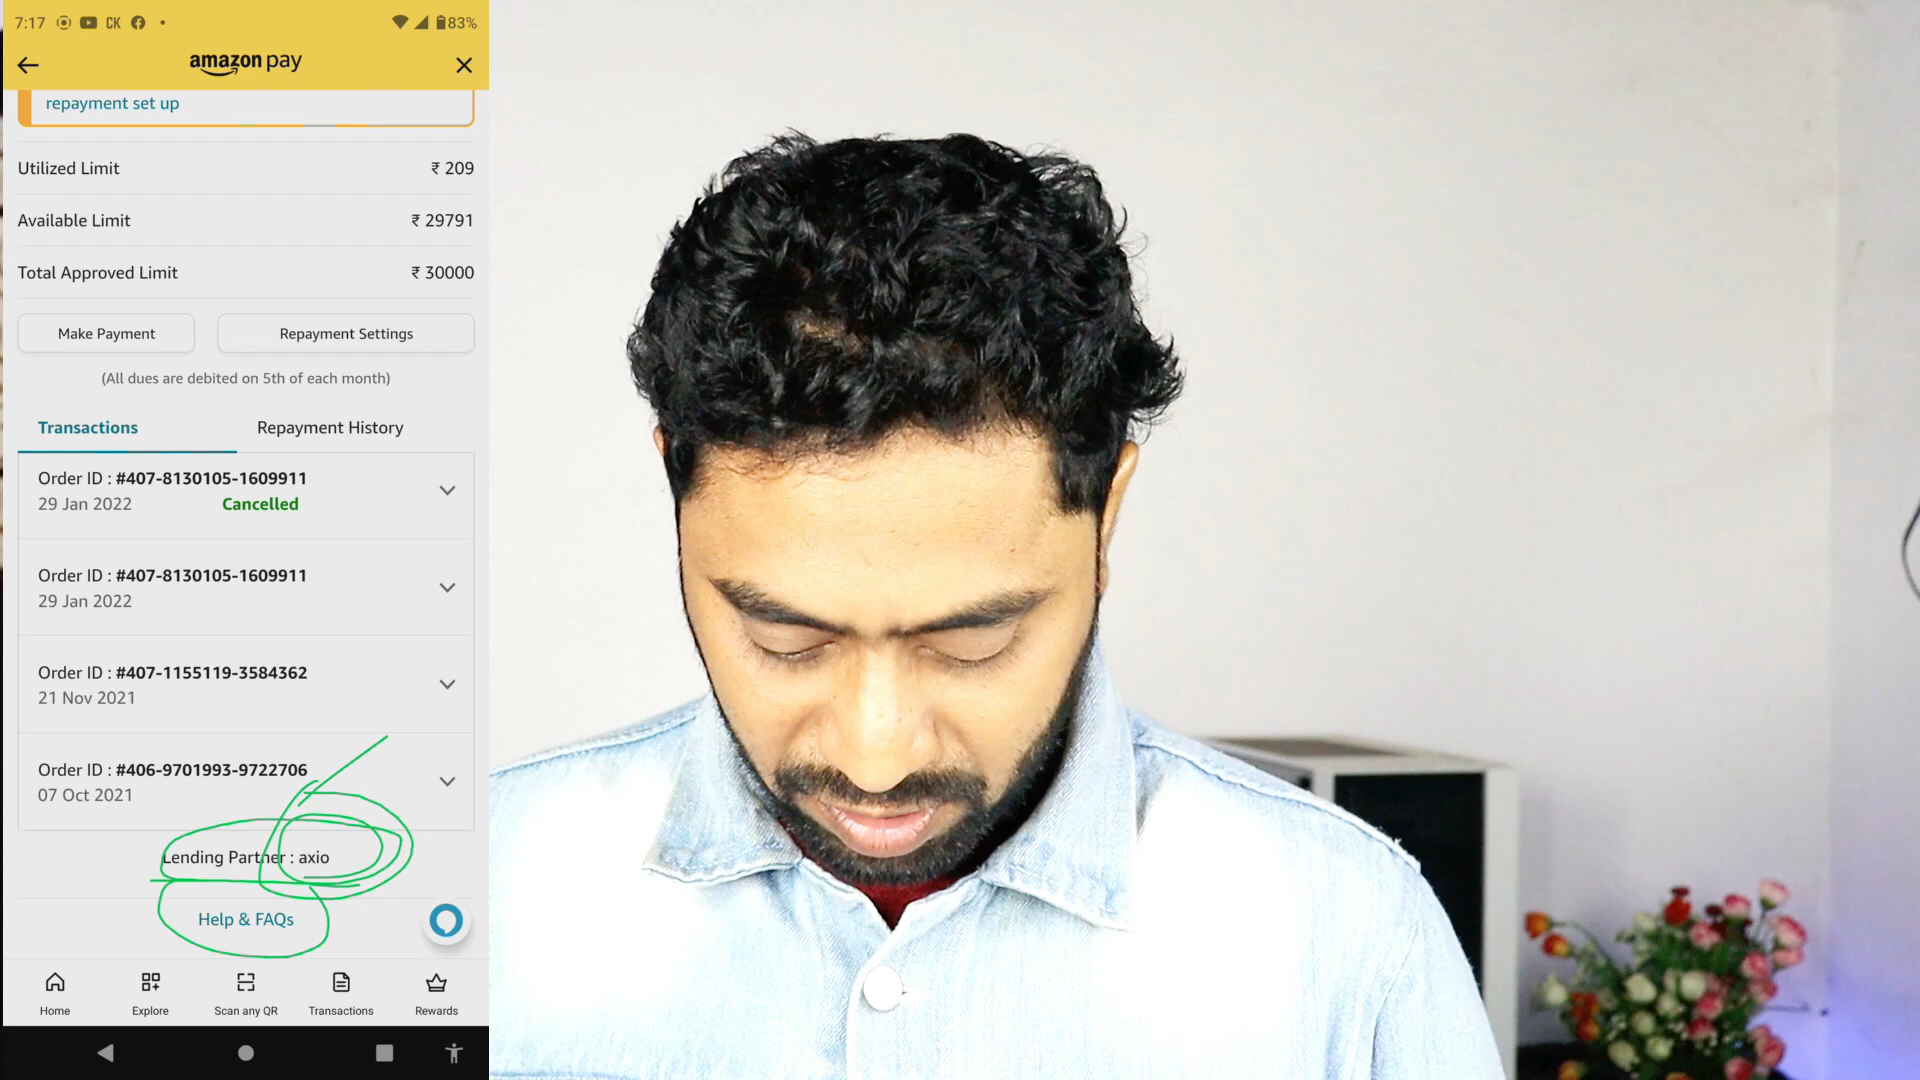 7:17 CK 83%
amazon pay
repayment set up
Utilized Limit ₹ 209
Available Limit ₹ 29791
Total Approved Limit ₹ 30000
Make Payment Repayment Settings
(All dues are debited on 5th of each month)
Transactions Repayment History
Order ID : #407-8130105-1609911
29 Jan 2022 Cancelled
Order ID : #407-8130105-1609911
29 Jan 2022
Order ID : #407-1155119-3584362
21 Nov 2021
Order ID : #406-9701993-9722706
07 Oct 2021
Lending Partner : axio
Help & FAQs
Home Explore Scan any QR Transactions Rewards